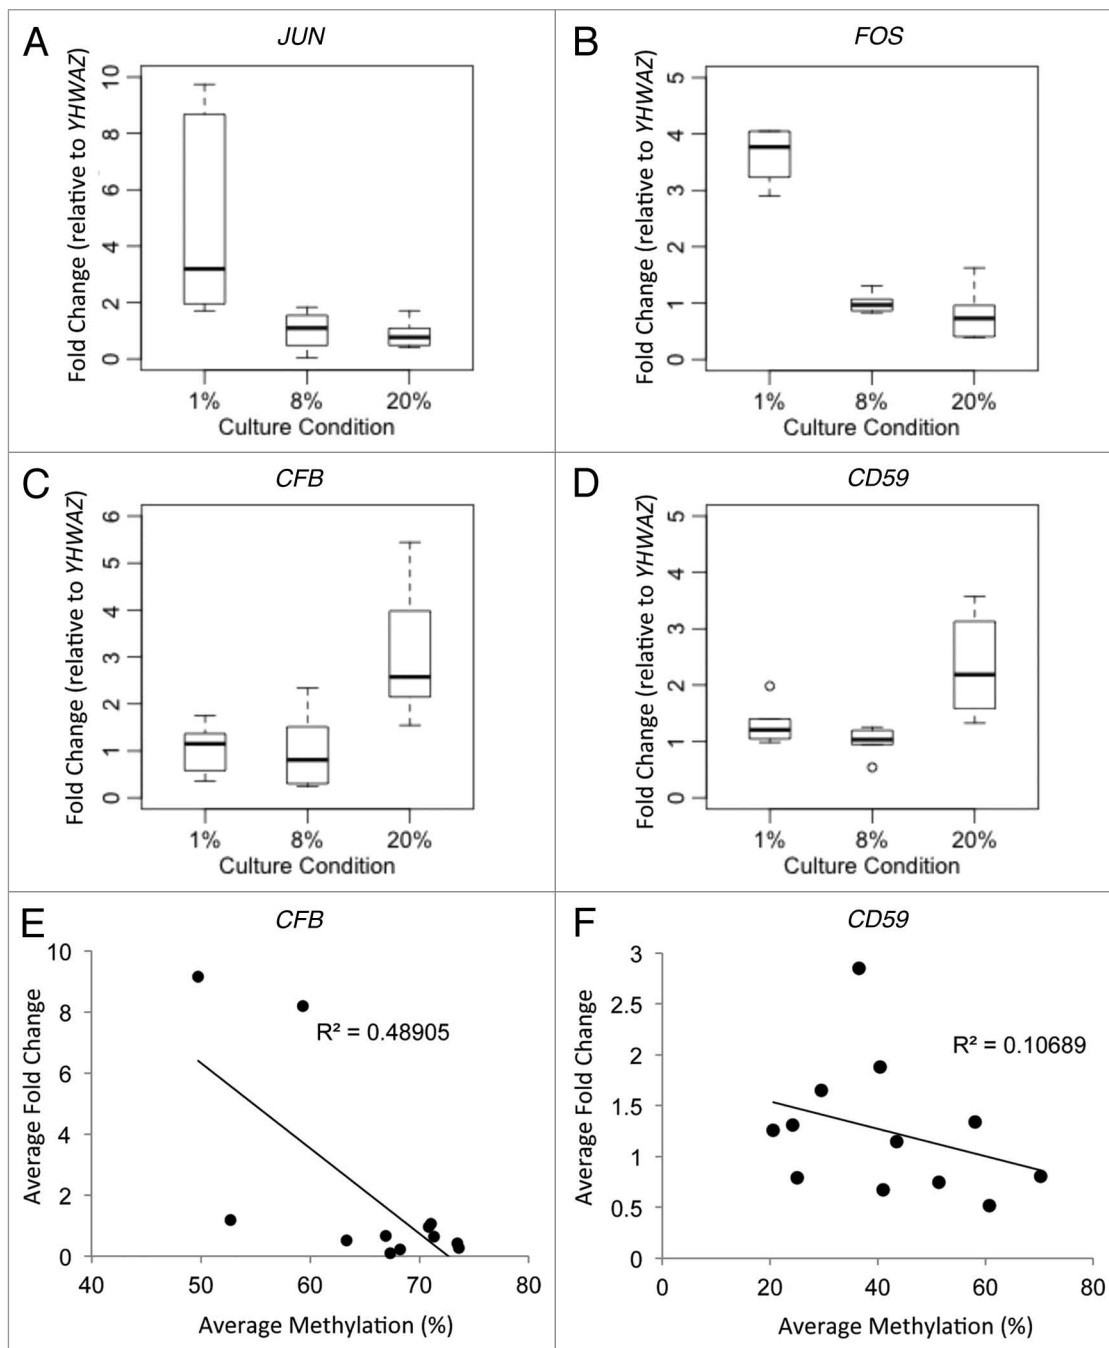 A
JUN
Fold Change (relative to YHWAZ)
10
8
6
4
2
0
1%
8%
20%
Culture Condition
B
FOS
Fold Change (relative to YHWAZ)
5
4
3
2
1
0
1%
8%
20%
Culture Condition
C
CFB
Fold Change (relative to YHWAZ)
6
5
4
3
2
1
0
1%
8%
20%
Culture Condition
D
CD59
Fold Change (relative to YHWAZ)
5
4
3
2
1
0
1%
8%
20%
Culture Condition
E
CFB
Average Fold Change
10
8
6
4
2
0
R² = 0.48905
40
50
60
70
80
Average Methylation (%)
F
CD59
Average Fold Change
3
2.5
2
1.5
1
0.5
0
R² = 0.10689
0
20
40
60
80
Average Methylation (%)